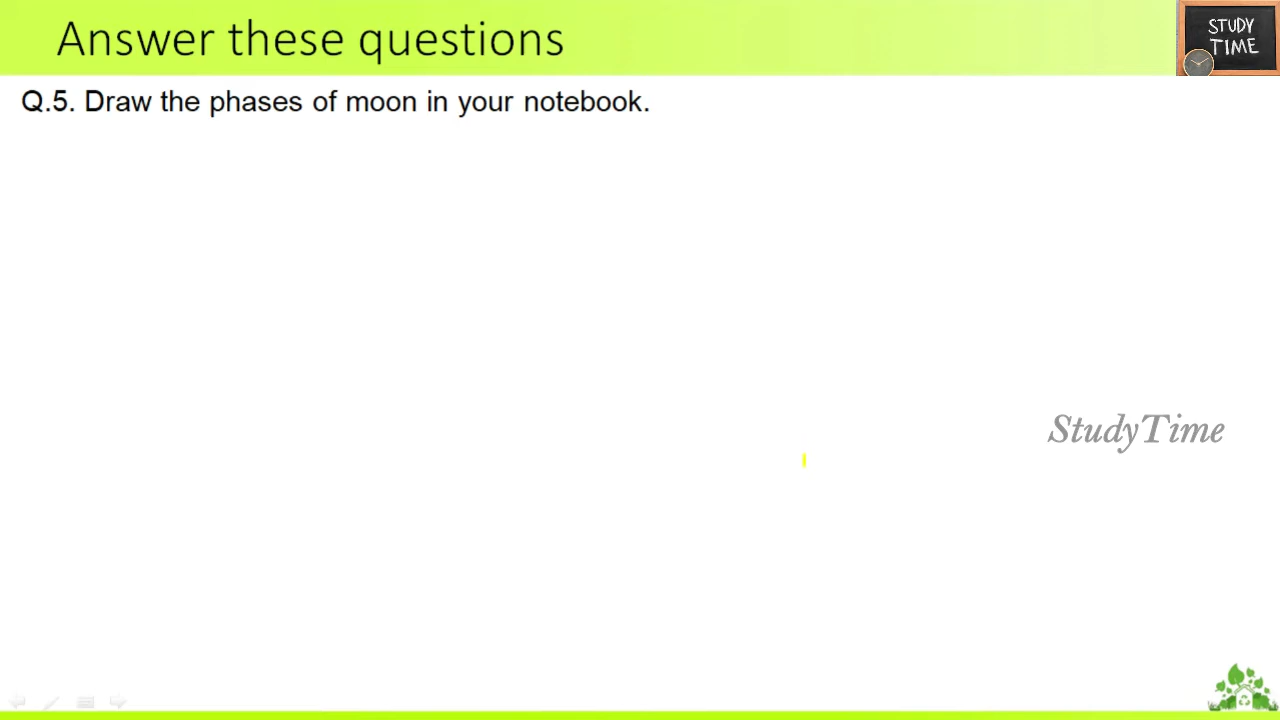 Answer these questions
STUDY
TIME
Q.5. Draw the phases of moon in your notebook.
StudyTime